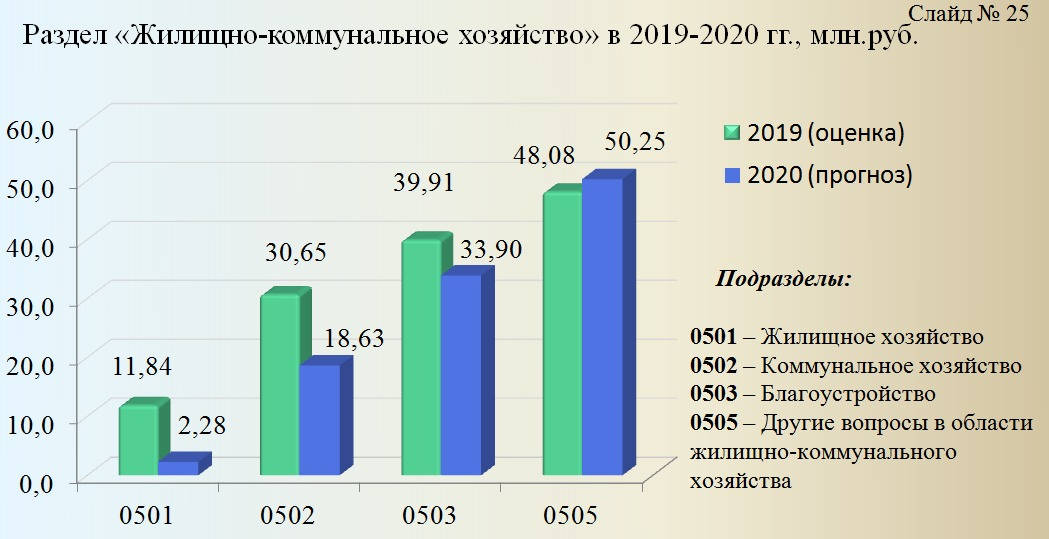 Слайд № 25
Раздел «Жилищно-коммунальное хозяйство» в 2019-2020 гг., млн.руб.
60,0
50,0
40,0
30,0
20,0
10,0
0,0
11,84
2,28
30,65
18,63
39,91
33,90
48,08
50,25
0501
0502
0503
0505
2019 (оценка)
2020 (прогноз)
Подразделы:
0501 – Жилищное хозяйство
0502 – Коммунальное хозяйство
0503 – Благоустройство
0505 – Другие вопросы в области
жилищно-коммунального
хозяйства